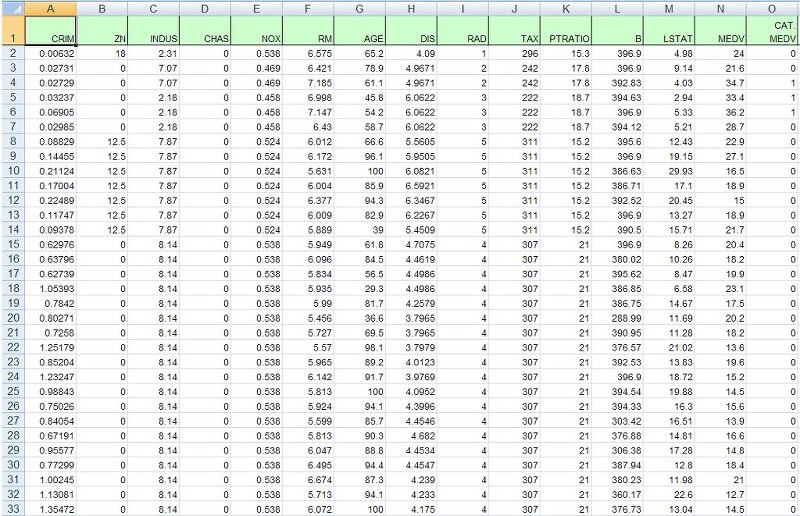 A B C D E F G H I J K L M N O
CAT.
1 CRIM ZN INDUS CHAS NOX RM AGE DIS RAD TAX PTRATIO B LSTAT MEDV MEDV
2 0.00632 18 2.31 0 0.538 6.575 65.2 4.09 1 296 15.3 396.9 4.98 24 0
3 0.02731 0 7.07 0 0.469 6.421 78.9 4.9671 2 242 17.8 396.9 9.14 21.6 0
4 0.02729 0 7.07 0 0.469 7.185 61.1 4.9671 2 242 17.8 392.83 4.03 34.7 1
5 0.03237 0 2.18 0 0.458 6.998 45.8 6.0622 3 222 18.7 394.63 2.94 33.4 1
6 0.06905 0 2.18 0 0.458 7.147 54.2 6.0622 3 222 18.7 396.9 5.33 36.2 1
7 0.02985 0 2.18 0 0.458 6.43 58.7 6.0622 3 222 18.7 394.12 5.21 28.7 0
8 0.08829 12.5 7.87 0 0.524 6.012 66.6 5.5605 5 311 15.2 395.6 12.43 22.9 0
9 0.14455 12.5 7.87 0 0.524 6.172 96.1 5.9505 5 311 15.2 396.9 19.15 27.1 0
10 0.21124 12.5 7.87 0 0.524 5.631 100 6.0821 5 311 15.2 386.63 29.93 16.5 0
11 0.17004 12.5 7.87 0 0.524 6.004 85.9 6.5921 5 311 15.2 386.71 17.1 18.9 0
12 0.22489 12.5 7.87 0 0.524 6.377 94.3 6.3467 5 311 15.2 392.52 20.45 15 0
13 0.11747 12.5 7.87 0 0.524 6.009 82.9 6.2267 5 311 15.2 396.9 13.27 18.9 0
14 0.09378 12.5 7.87 0 0.524 5.889 39 5.4509 5 311 15.2 390.5 15.71 21.7 0
15 0.62976 0 8.14 0 0.538 5.949 61.8 4.7075 4 307 21 396.9 8.26 20.4 0
16 0.63796 0 8.14 0 0.538 6.096 84.5 4.4619 4 307 21 380.02 10.26 18.2 0
17 0.62739 0 8.14 0 0.538 5.834 56.5 4.4986 4 307 21 395.62 8.47 19.9 0
18 1.05393 0 8.14 0 0.538 5.935 29.3 4.4986 4 307 21 386.85 6.58 23.1 0
19 0.7842 0 8.14 0 0.538 5.99 81.7 4.2579 4 307 21 386.75 14.67 17.5 0
20 0.80271 0 8.14 0 0.538 5.456 36.6 3.7965 4 307 21 288.99 11.69 20.2 0
21 0.7258 0 8.14 0 0.538 5.727 69.5 3.7965 4 307 21 390.95 11.28 18.2 0
22 1.25179 0 8.14 0 0.538 5.57 98.1 3.7979 4 307 21 376.57 21.02 13.6 0
23 0.85204 0 8.14 0 0.538 5.965 89.2 4.0123 4 307 21 392.53 13.83 19.6 0
24 1.23247 0 8.14 0 0.538 6.142 91.7 3.9769 4 307 21 396.9 18.72 15.2 0
25 0.98843 0 8.14 0 0.538 5.813 100 4.0952 4 307 21 394.54 19.88 14.5 0
26 0.75026 0 8.14 0 0.538 5.924 94.1 4.3996 4 307 21 394.33 16.3 15.6 0
27 0.84054 0 8.14 0 0.538 5.599 85.7 4.4546 4 307 21 303.42 16.51 13.9 0
28 0.67191 0 8.14 0 0.538 5.813 90.3 4.682 4 307 21 376.88 14.81 16.6 0
29 0.95577 0 8.14 0 0.538 6.047 88.8 4.4534 4 307 21 306.38 17.28 14.8 0
30 0.77299 0 8.14 0 0.538 6.495 94.4 4.4547 4 307 21 387.94 12.8 18.4 0
31 1.00245 0 8.14 0 0.538 6.674 87.3 4.239 4 307 21 380.23 11.98 21 0
32 1.13081 0 8.14 0 0.538 5.713 94.1 4.233 4 307 21 360.17 22.6 12.7 0
33 1.35472 0 8.14 0 0.538 6.072 100 4.175 4 307 21 376.73 13.04 14.5 0